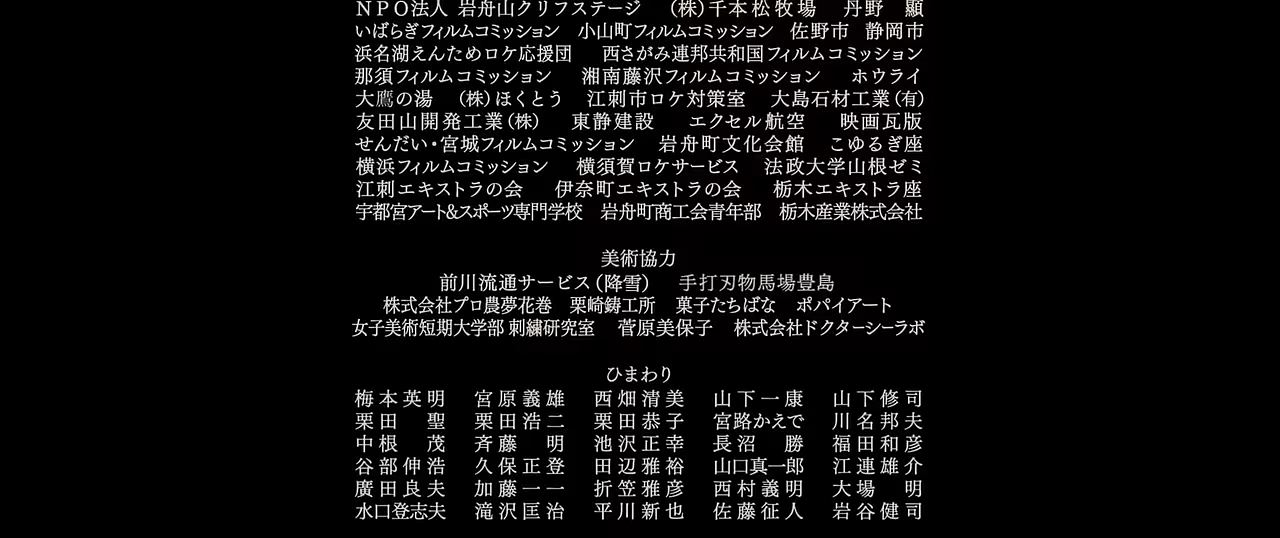 NPO法人 岩舟山クリフステージ (株)千本松牧場 丹野 顯
いばらぎフィルムコミッション 小山町フィルムコミッション 佐野市 静岡市
浜名湖えんためロケ応援団 西さがみ連邦共和国フィルムコミッション
那須フィルムコミッション 湘南藤沢フィルムコミッション ホウライ
大鷹の湯 (株)ほくとう 江刺市ロケ対策室 大島石材工業(有)
友田山開発工業(株) 東静建設 エクセル航空 映画瓦版
せんだい・宮城フィルムコミッション 岩舟町文化会館 こゆるぎ座
横浜フィルムコミッション 横須賀ロケサービス 法政大学山根ゼミ
江刺エキストラの会 伊奈町エキストラの会 栃木エキストラ座
宇都宮アート&スポーツ専門学校 岩舟町商工会青年部 栃木産業株式会社
美術協力
前川流通サービス(降雪) 手打刃物馬場豊島
株式会社プロ農夢花巻 栗崎鋳工所 菓子たちばな ポパイアート
女子美術短期大学部 刺繍研究室 菅原美保子 株式会社ドクターシーラボ
ひまわり
梅本英明 宮原義雄 西畑清美 山下一康 山下修司
栗田 聖 栗田浩二 栗田恭子 宮路かえで 川名邦夫
中根 茂 斉藤 明 池沢正幸 長沼 勝 福田和彦
谷部伸浩 久保正登 田辺雅裕 山口真一郎 江連雄介
廣田良夫 加藤一一 折笠雅彦 西村義明 大場 明
水口登志夫 滝沢匡治 平川新也 佐藤征人 岩谷健司